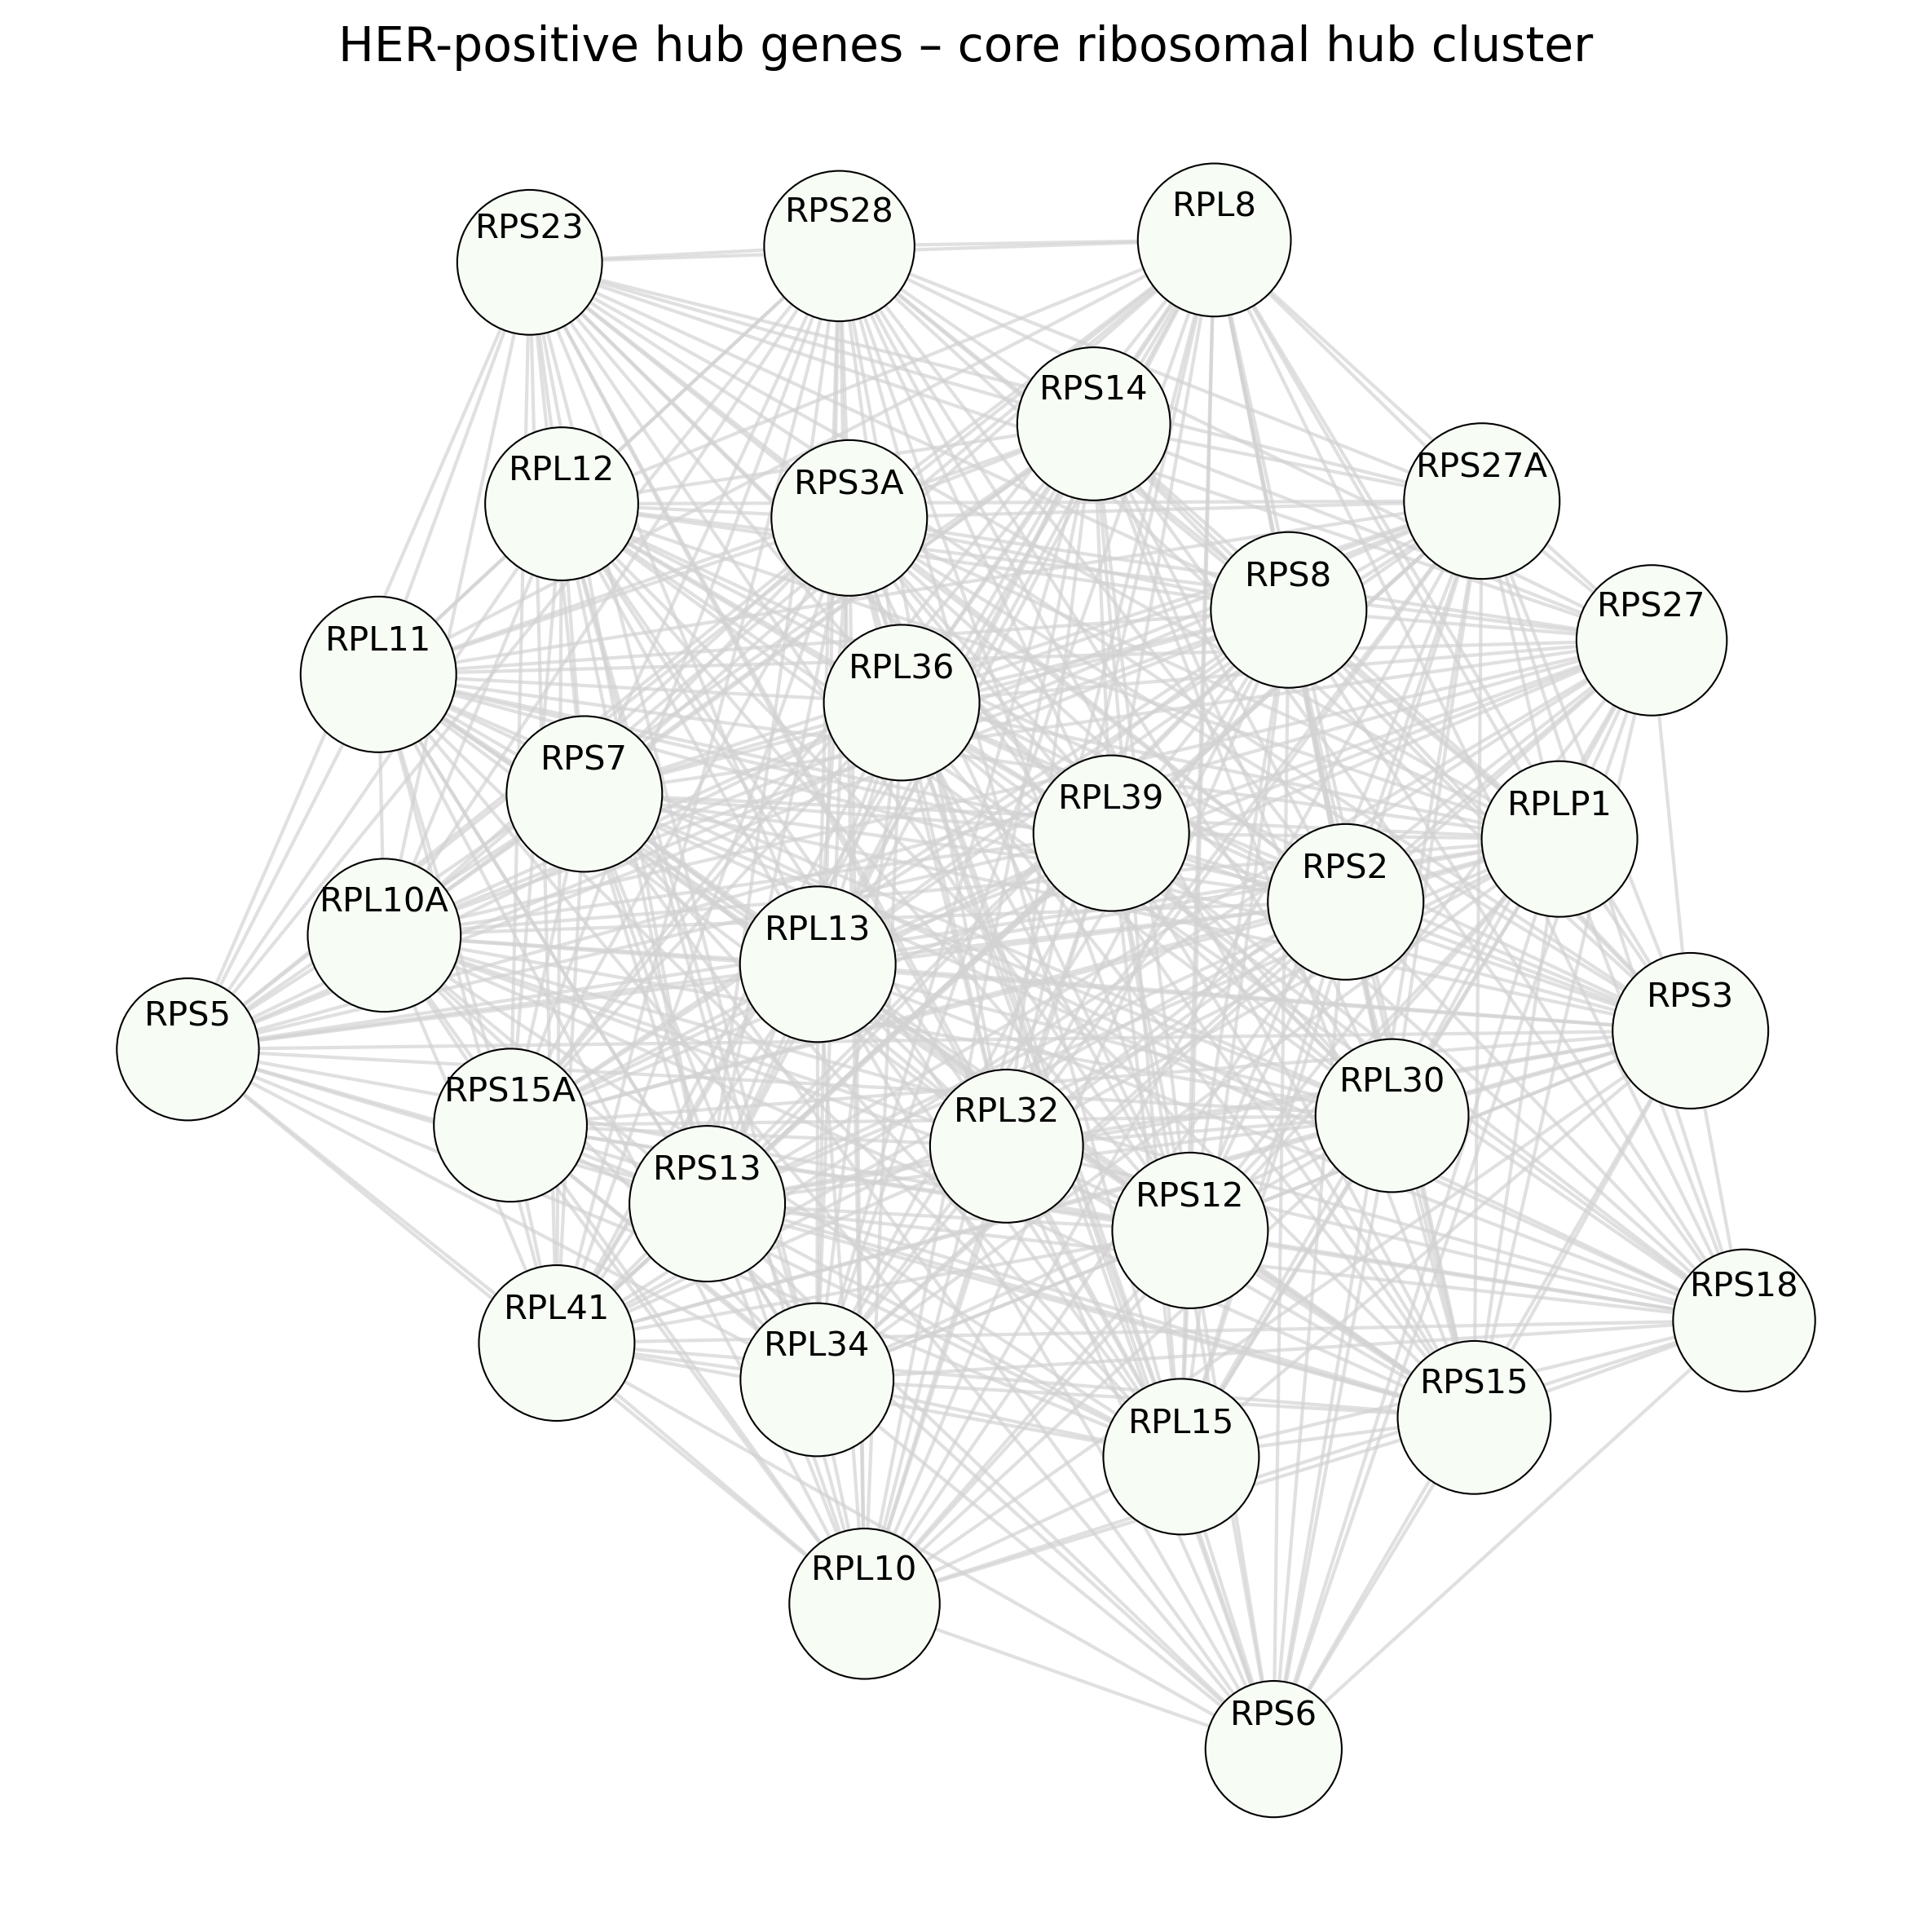 HER-positive hub genes – core ribosomal hub cluster
RPL8
RPS28
RPS23
RPS14
RPS27A
RPL12
RPS3A
RPS8
RPS27
RPL11
RPL36
RPS7
RPL39
RPLP1
RPS2
RPL10A
RPL13
RPS3
RPS5
RPL30
RPS15A
RPL32
RPS13
RPS12
RPS18
RPL41
RPL34
RPS15
RPL15
RPL10
RPS6